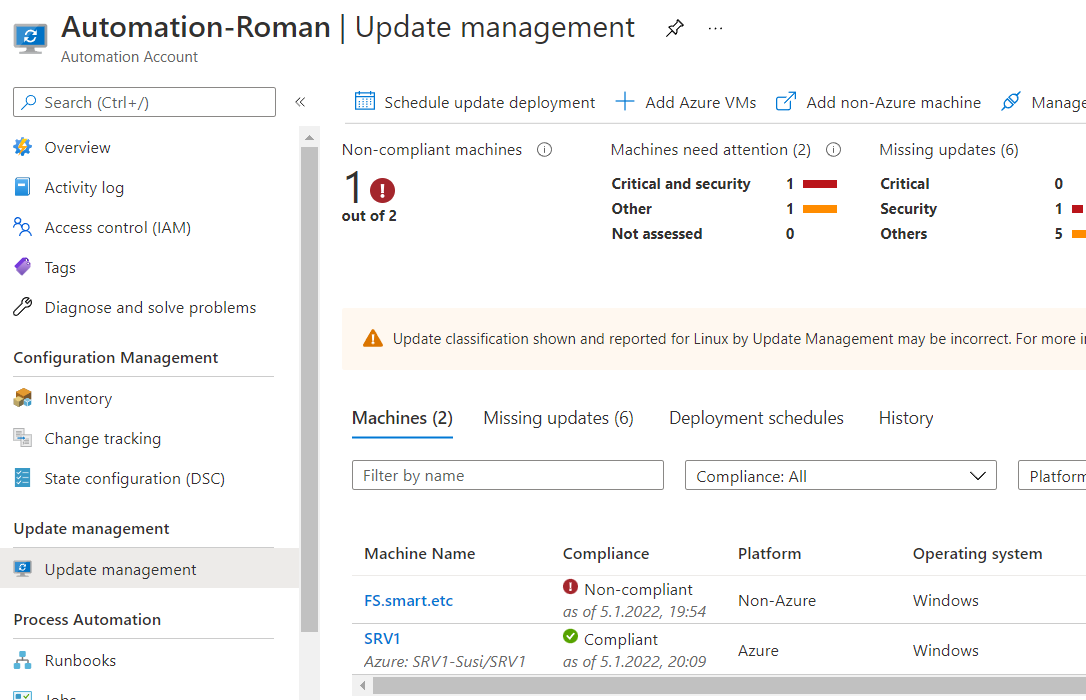 Automation-Roman | Update management
Automation Account
Search (Ctrl+/)
Overview
Activity log
Access control (IAM)
Tags
Diagnose and solve problems
Configuration Management
Inventory
Change tracking
State configuration (DSC)
Update management
Update management
Process Automation
Runbooks
Jobs
Schedule update deployment
Add Azure VMs
Add non-Azure machine
Manage
Non-compliant machines
1
out of 2
Machines need attention (2)
Critical and security 1
Other 1
Not assessed 0
Missing updates (6)
Critical 0
Security 1
Others 5
Update classification shown and reported for Linux by Update Management may be incorrect. For more
Machines (2) Missing updates (6) Deployment schedules History
Filter by name
Compliance: All
Platform
Machine Name Compliance Platform Operating system
FS.smart.etc Non-compliant Non-Azure Windows
as of 5.1.2022, 19:54
SRV1 Compliant Azure Windows
Azure: SRV1-Susi/SRV1 as of 5.1.2022, 20:09